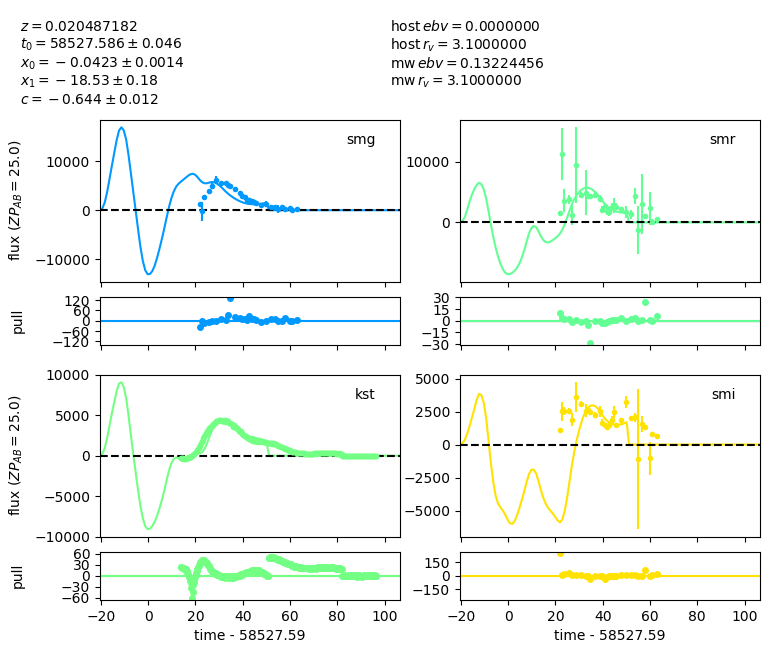 z = 0.020487182
t₀ = 58527.586 ± 0.046
x₀ = −0.0423 ± 0.0014
x₁ = −18.53 ± 0.18
c = −0.644 ± 0.012
host ebv = 0.0000000
host r_v = 3.1000000
mw ebv = 0.13224456
mw r_v = 3.1000000
smg
10000
0
−10000
flux (ZP_AB = 25.0)
smr
10000
0
120
60
0
−60
−120
pull
30
15
0
−15
−30
kst
10000
5000
0
−5000
−10000
flux (ZP_AB = 25.0)
smi
5000
2500
0
−2500
−5000
60
30
0
−30
−60
pull
150
0
−150
−20 0 20 40 60 80 100
time - 58527.59
−20 0 20 40 60 80 100
time - 58527.59